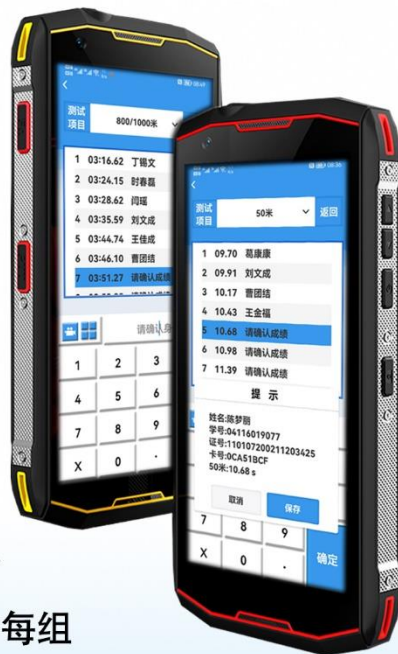 测试项目
800/1000米
1 03:16.62 丁锡文
2 03:24.15 时春磊
3 03:28.62 闫瑶
4 03:35.59 刘文成
5 03:44.74 王佳成
6 03:46.10 曹团结
7 03:51.27 请确认成绩
请确认身
1 2 3
4 5 6
7 8 9
X 0 .
测试项目
50米
返回
1 09.70 葛康康
2 09.91 刘文成
3 10.17 曹团结
4 10.43 王金福
5 10.68 请确认成绩
6 10.98 请确认成绩
7 11.39 请确认成绩
提示
姓名:陈梦丽
学号:04116019077
证号:110107200211203425
卡号:0CA51BCF
50米:10.68 s
取消
保存
7 8 9
X 0 .
确定
每组